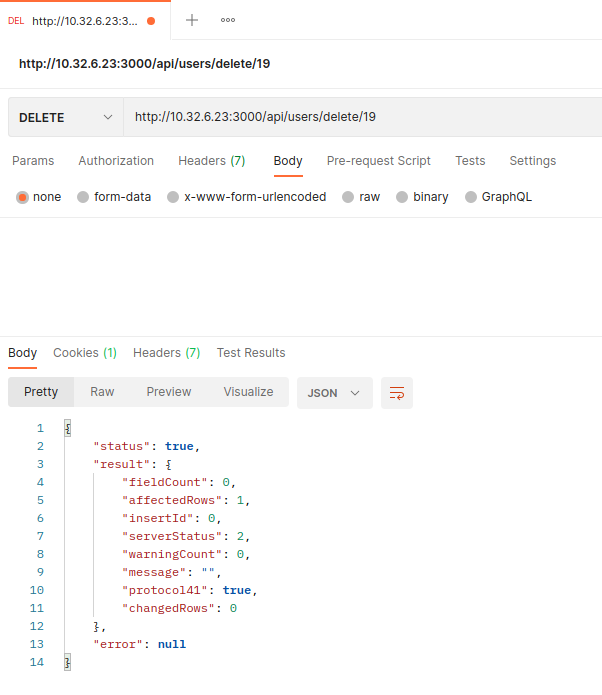 DEL http://10.32.6.23:3...
http://10.32.6.23:3000/api/users/delete/19
DELETE http://10.32.6.23:3000/api/users/delete/19
Params Authorization Headers (7) Body Pre-request Script Tests Settings
none form-data x-www-form-urlencoded raw binary GraphQL
Body Cookies (1) Headers (7) Test Results
Pretty Raw Preview Visualize JSON
1 {
2 "status": true,
3 "result": {
4 "fieldCount": 0,
5 "affectedRows": 1,
6 "insertId": 0,
7 "serverStatus": 2,
8 "warningCount": 0,
9 "message": "",
10 "protocol41": true,
11 "changedRows": 0
12 },
13 "error": null
14 }